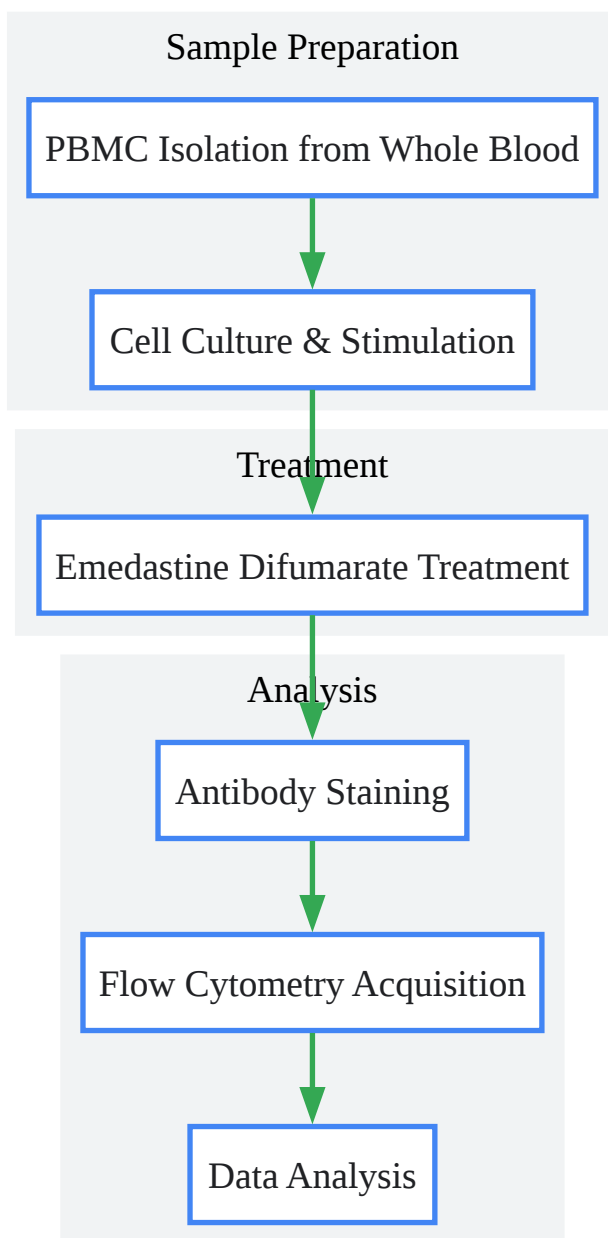 Sample Preparation
PBMC Isolation from Whole Blood
Cell Culture & Stimulation
Treatment
Emedastine Difumarate Treatment
Analysis
Antibody Staining
Flow Cytometry Acquisition
Data Analysis